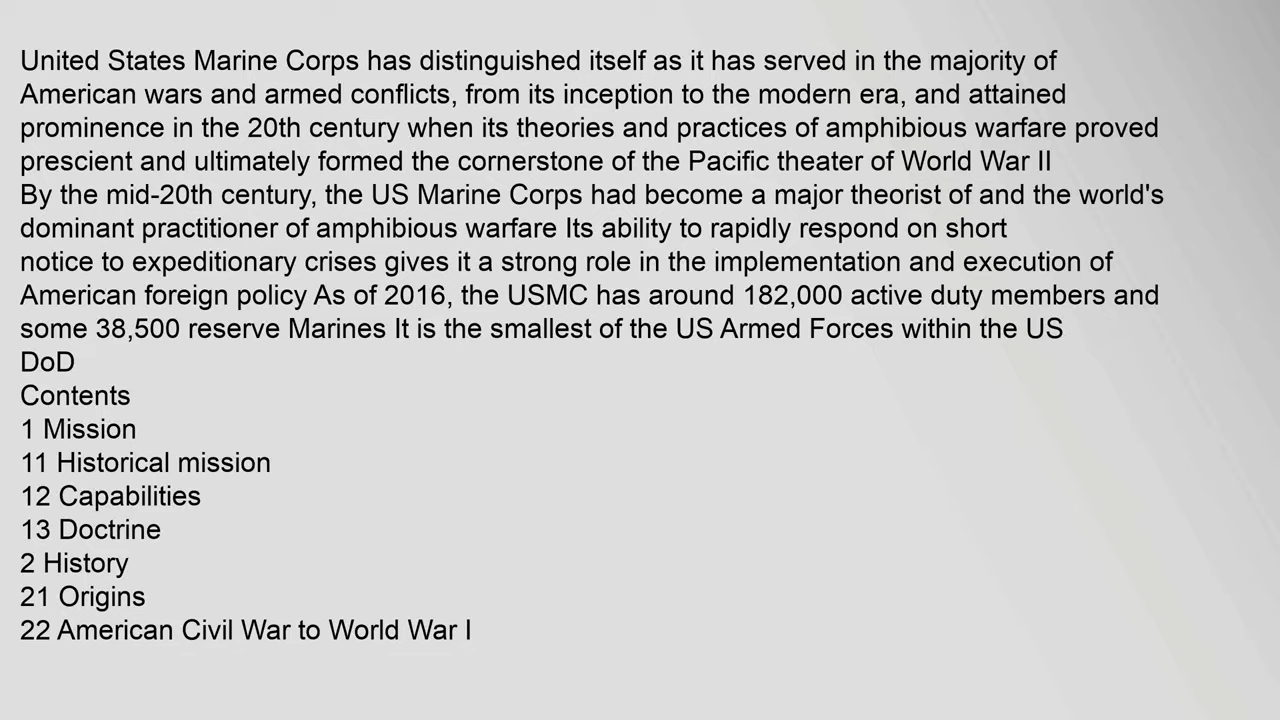 United States Marine Corps has distinguished itself as it has served in the majority of
American wars and armed conflicts, from its inception to the modern era, and attained
prominence in the 20th century when its theories and practices of amphibious warfare proved
prescient and ultimately formed the cornerstone of the Pacific theater of World War II
By the mid-20th century, the US Marine Corps had become a major theorist of and the world's
dominant practitioner of amphibious warfare Its ability to rapidly respond on short
notice to expeditionary crises gives it a strong role in the implementation and execution of
American foreign policy As of 2016, the USMC has around 182,000 active duty members and
some 38,500 reserve Marines It is the smallest of the US Armed Forces within the US
DoD
Contents
1 Mission
11 Historical mission
12 Capabilities
13 Doctrine
2 History
21 Origins
22 American Civil War to World War I